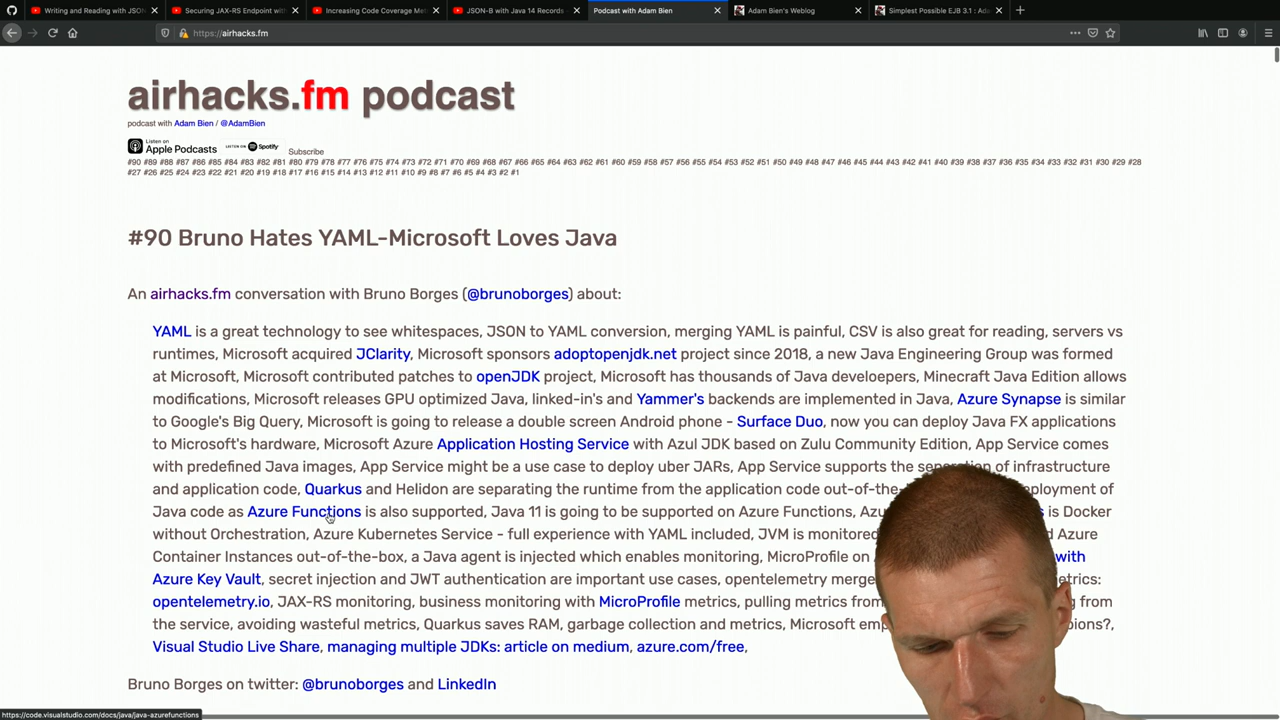 Writing and Reading with JSON
Securing JAX-RS Endpoint with
Increasing Code Coverage Me
JSON-B with Java 14 Records
Podcast with Adam Bien
Adam Bien's Weblog
Simplest Possible EJB 3.1 : Ada
https://airhacks.fm
airhacks.fm podcast
podcast with Adam Bien / @AdamBien
Listen on
Apple Podcasts
LISTEN ON Spotify
Subscribe
#90 #89 #88 #87 #86 #85 #84 #83 #82 #81 #80 #79 #78 #77 #76 #75 #74 #73 #72 #71 #70 #69 #68 #67 #66 #65 #64 #63 #62 #61 #60 #59 #58 #57 #56 #55 #54 #53 #52 #51 #50 #49 #48 #47 #46 #45 #44 #43 #42 #41 #40 #39 #38 #37 #36 #35 #34 #33 #32 #31 #30 #29 #28
#27 #26 #25 #24 #23 #22 #21 #20 #19 #18 #17 #16 #15 #14 #13 #12 #11 #10 #9 #8 #7 #6 #5 #4 #3 #2 #1
#90 Bruno Hates YAML-Microsoft Loves Java
An airhacks.fm conversation with Bruno Borges (@brunoborges) about:
YAML is a great technology to see whitespaces, JSON to YAML conversion, merging YAML is painful, CSV is also great for reading, servers vs
runtimes, Microsoft acquired JClarity, Microsoft sponsors adoptopenjdk.net project since 2018, a new Java Engineering Group was formed
at Microsoft, Microsoft contributed patches to openJDK project, Microsoft has thousands of Java develoepers, Minecraft Java Edition allows
modifications, Microsoft releases GPU optimized Java, linked-in's and Yammer's backends are implemented in Java, Azure Synapse is similar
to Google's Big Query, Microsoft is going to release a double screen Android phone - Surface Duo, now you can deploy Java FX applications
to Microsoft's hardware, Microsoft Azure Application Hosting Service with Azul JDK based on Zulu Community Edition, App Service comes
with predefined Java images, App Service might be a use case to deploy uber JARs, App Service supports the separation of infrastructure
and application code, Quarkus and Helidon are separating the runtime from the application code out-of-the- ployment of
Java code as Azure Functions is also supported, Java 11 is going to be supported on Azure Functions, Az s is Docker
without Orchestration, Azure Kubernetes Service - full experience with YAML included, JVM is monitored nd Azure
Container Instances out-of-the-box, a Java agent is injected which enables monitoring, MicroProfile on with
Azure Key Vault, secret injection and JWT authentication are important use cases, opentelemetry merge etrics:
opentelemetry.io, JAX-RS monitoring, business monitoring with MicroProfile metrics, pulling metrics from g from
the service, avoiding wasteful metrics, Quarkus saves RAM, garbage collection and metrics, Microsoft emp pions?,
Visual Studio Live Share, managing multiple JDKs: article on medium, azure.com/free,
Bruno Borges on twitter: @brunoborges and LinkedIn
https://code.visualstudio.com/docs/java/java-azurefunctions